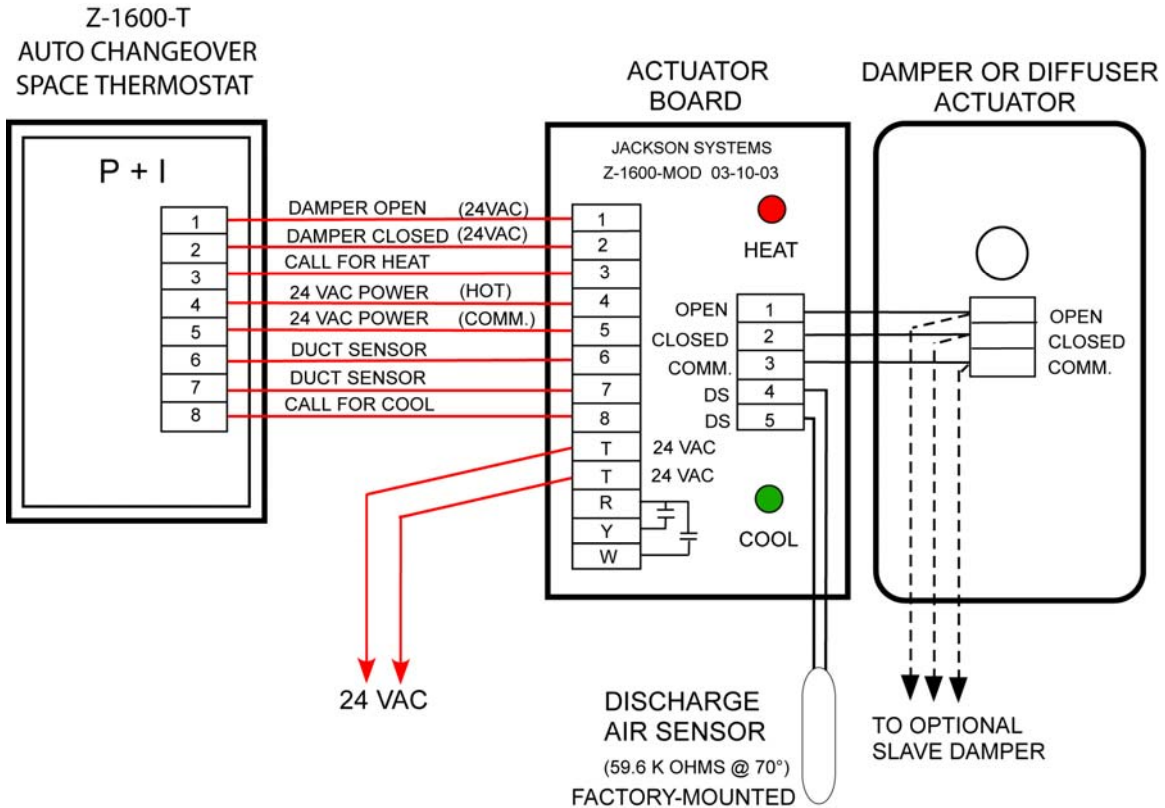 Z-1600-T
AUTO CHANGEOVER
SPACE THERMOSTAT
P + I
1
2
3
4
5
6
7
8
DAMPER OPEN (24VAC)
DAMPER CLOSED (24VAC)
CALL FOR HEAT
24 VAC POWER (HOT)
24 VAC POWER (COMM.)
DUCT SENSOR
DUCT SENSOR
CALL FOR COOL
24 VAC
ACTUATOR
BOARD
JACKSON SYSTEMS
Z-1600-MOD 03-10-03
1
2
3
4
5
6
7
8
T 24 VAC
T 24 VAC
R
Y
W
HEAT
OPEN 1
CLOSED 2
COMM. 3
DS 4
DS 5
COOL
DISCHARGE
AIR SENSOR
(59.6 K OHMS @ 70°)
FACTORY-MOUNTED
DAMPER OR DIFFUSER
ACTUATOR
OPEN
CLOSED
COMM.
TO OPTIONAL
SLAVE DAMPER